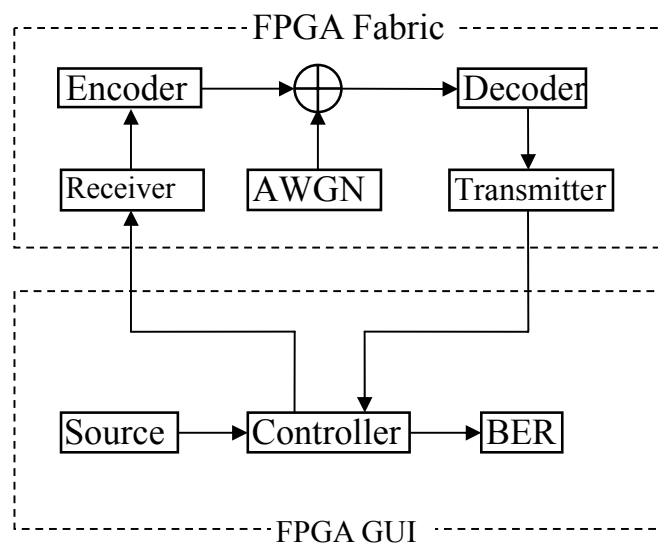 FPGA Fabric
Encoder
Decoder
Receiver
AWGN
Transmitter
Source
Controller
BER
FPGA GUI